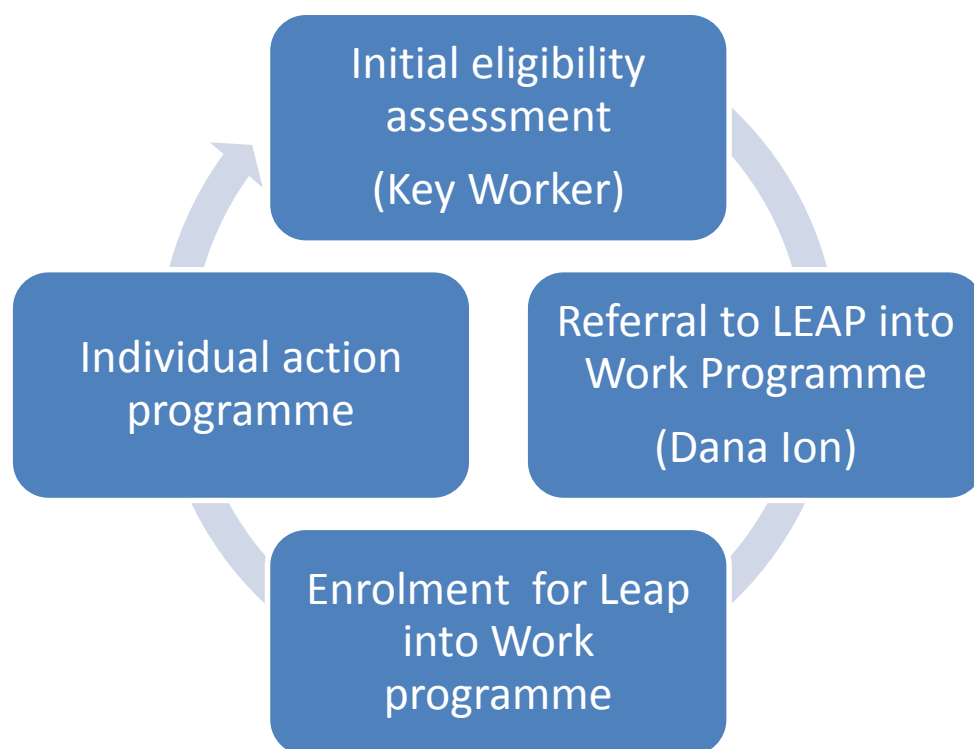 Initial eligibility
assessment
(Key Worker)
Referral to LEAP into
Work Programme
(Dana Ion)
Enrolment  for Leap
into Work
programme
Individual action
programme